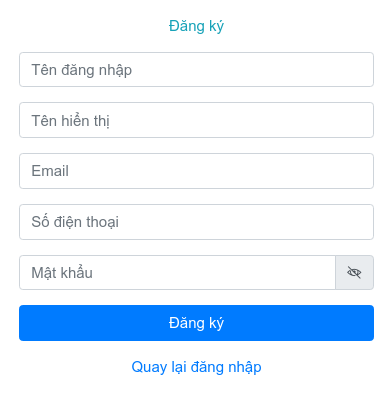 Đăng ký
Tên đăng nhập
Tên hiển thị
Email
Số điện thoại
Mật khẩu
Đăng ký
Quay lại đăng nhập